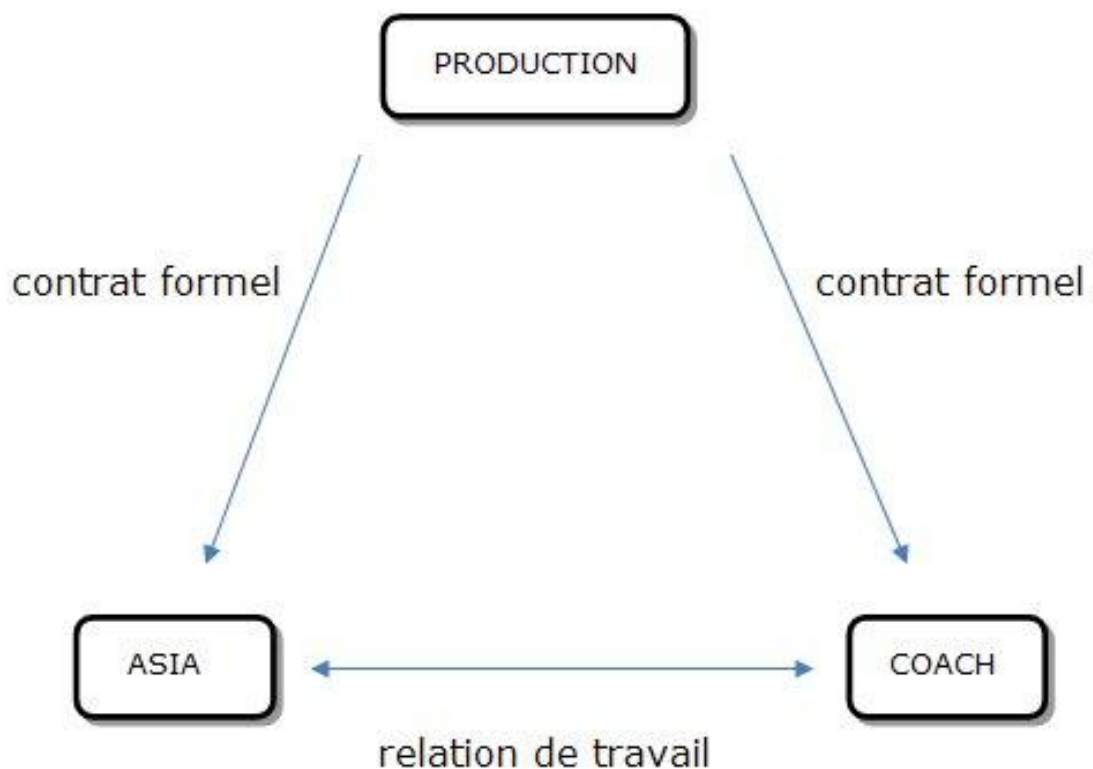 PRODUCTION
contrat formel
contrat formel
ASIA
COACH
relation de travail